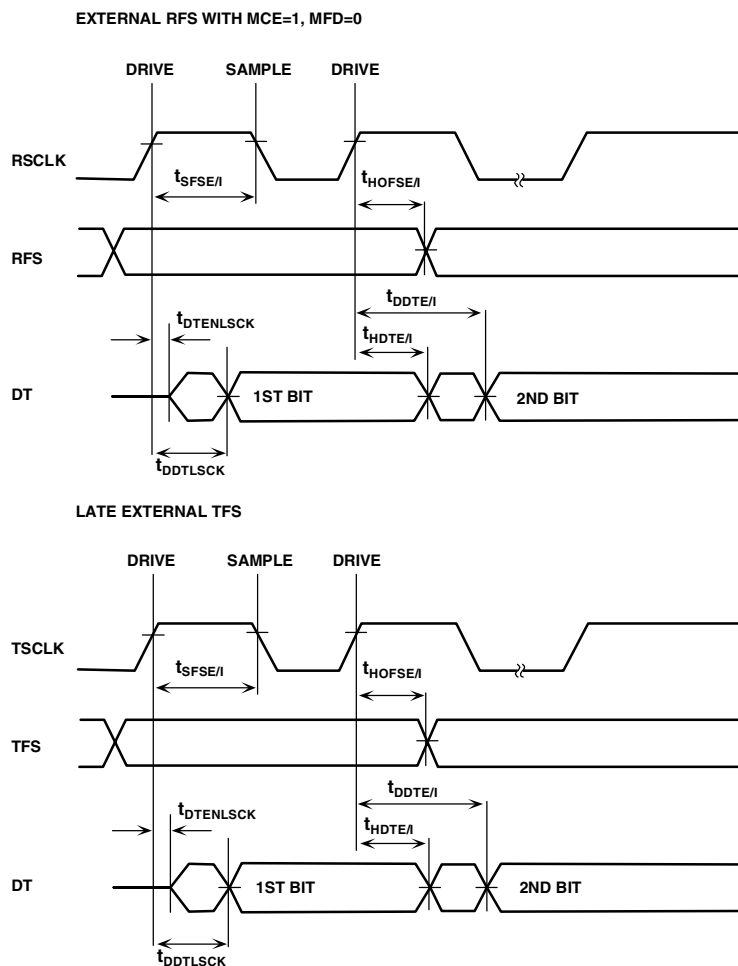 EXTERNAL RFS WITH MCE=1, MFD=0
DRIVE SAMPLE DRIVE
RSCLK
tSFSE/I
tHOFSE/I
RFS
tDDTE/I
tDTENLSCK
tHDTE/I
DT
1ST BIT
2ND BIT
tDDTLSCK
LATE EXTERNAL TFS
DRIVE SAMPLE DRIVE
TSCLK
tSFSE/I
tHOFSE/I
TFS
tDDTE/I
tDTENLSCK
tHDTE/I
DT
1ST BIT
2ND BIT
tDDTLSCK